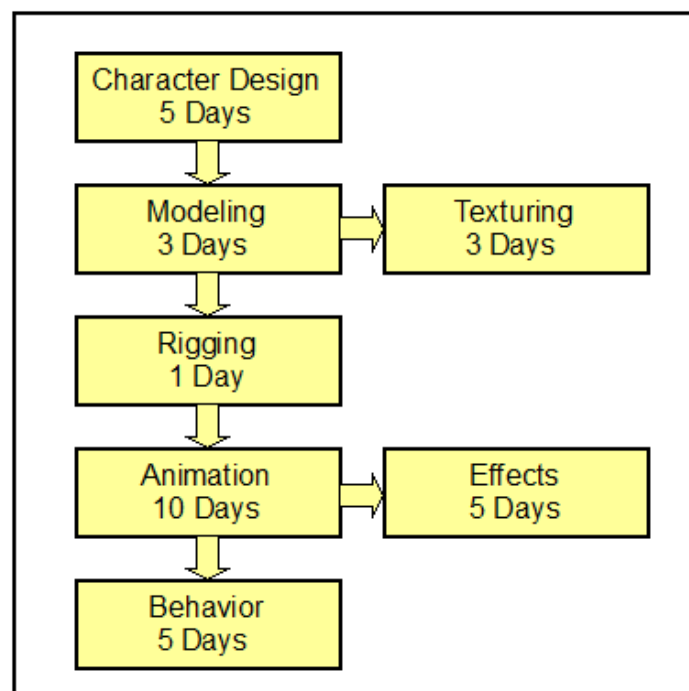 Character Design
5 Days
Modeling
3 Days
Texturing
3 Days
Rigging
1 Day
Animation
10 Days
Effects
5 Days
Behavior
5 Days